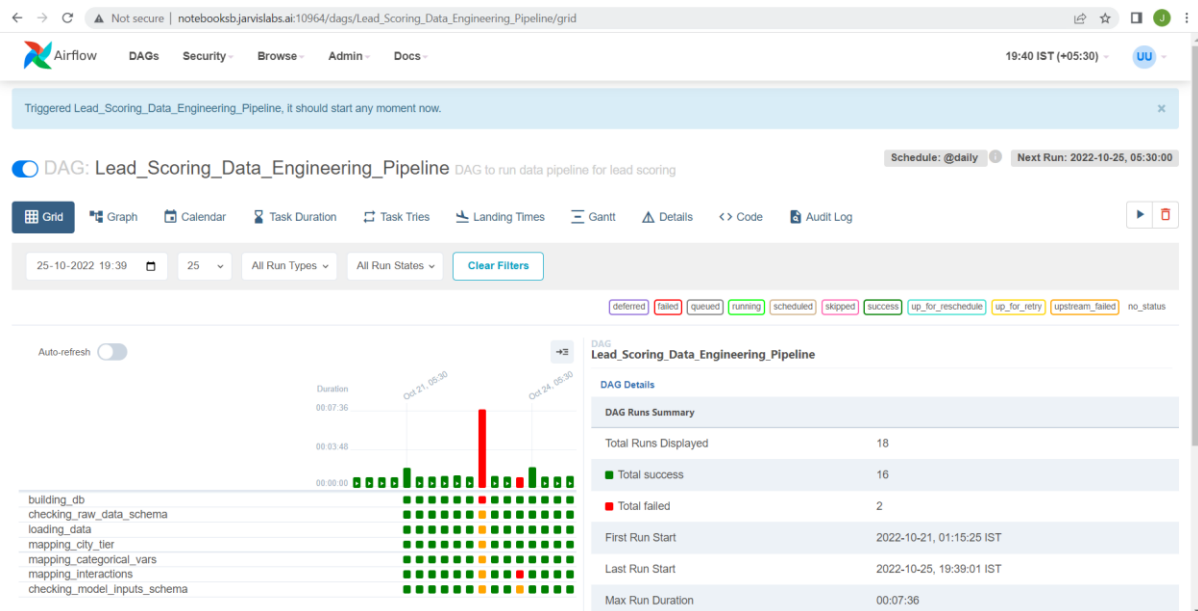 Not secure | notebooksb.jarvislabs.ai:10964/dags/Lead_Scoring_Data_Engineering_Pipeline/grid
J
Airflow DAGs Security Browse Admin Docs 19:40 IST (+05:30) UU
Triggered Lead_Scoring_Data_Engineering_Pipeline, it should start any moment now. ×
DAG: Lead_Scoring_Data_Engineering_Pipeline DAG to run data pipeline for lead scoring
Schedule: @daily i Next Run: 2022-10-25, 05:30:00
Grid Graph Calendar Task Duration Task Tries Landing Times Gantt Details <> Code Audit Log
25-10-2022 19:39 25 All Run Types All Run States Clear Filters
deferred failed queued running scheduled skipped success up_for_reschedule up_for_retry upstream_failed no_status
Auto-refresh
Duration
00:07:36
00:03:48
00:00:00
Oct 21, 05:30
Oct 24, 05:30
building_db
checking_raw_data_schema
loading_data
mapping_city_tier
mapping_categorical_vars
mapping_interactions
checking_model_inputs_schema
DAG
Lead_Scoring_Data_Engineering_Pipeline
DAG Details
DAG Runs Summary
Total Runs Displayed 18
Total success 16
Total failed 2
First Run Start 2022-10-21, 01:15:25 IST
Last Run Start 2022-10-25, 19:39:01 IST
Max Run Duration 00:07:36